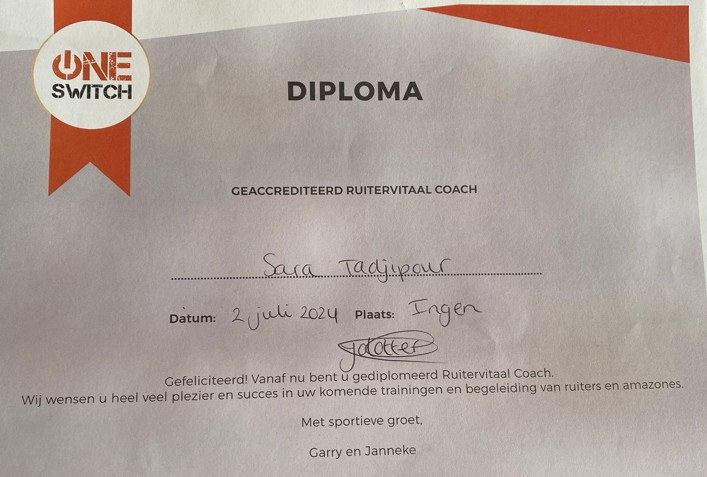 ONE
SWITCH
DIPLOMA
GEACCREDITEERD RUITERVITAAL COACH
Sara Tadjipour
Datum: 2 juli 2024 Plaats: Ingen
Gefeliciteerd! Vanaf nu bent u gediplomeerd Ruitervitaal Coach.
Wij wensen u heel veel plezier en succes in uw komende trainingen en begeleiding van ruiters en amazones.
Met sportieve groet,
Garry en Janneke